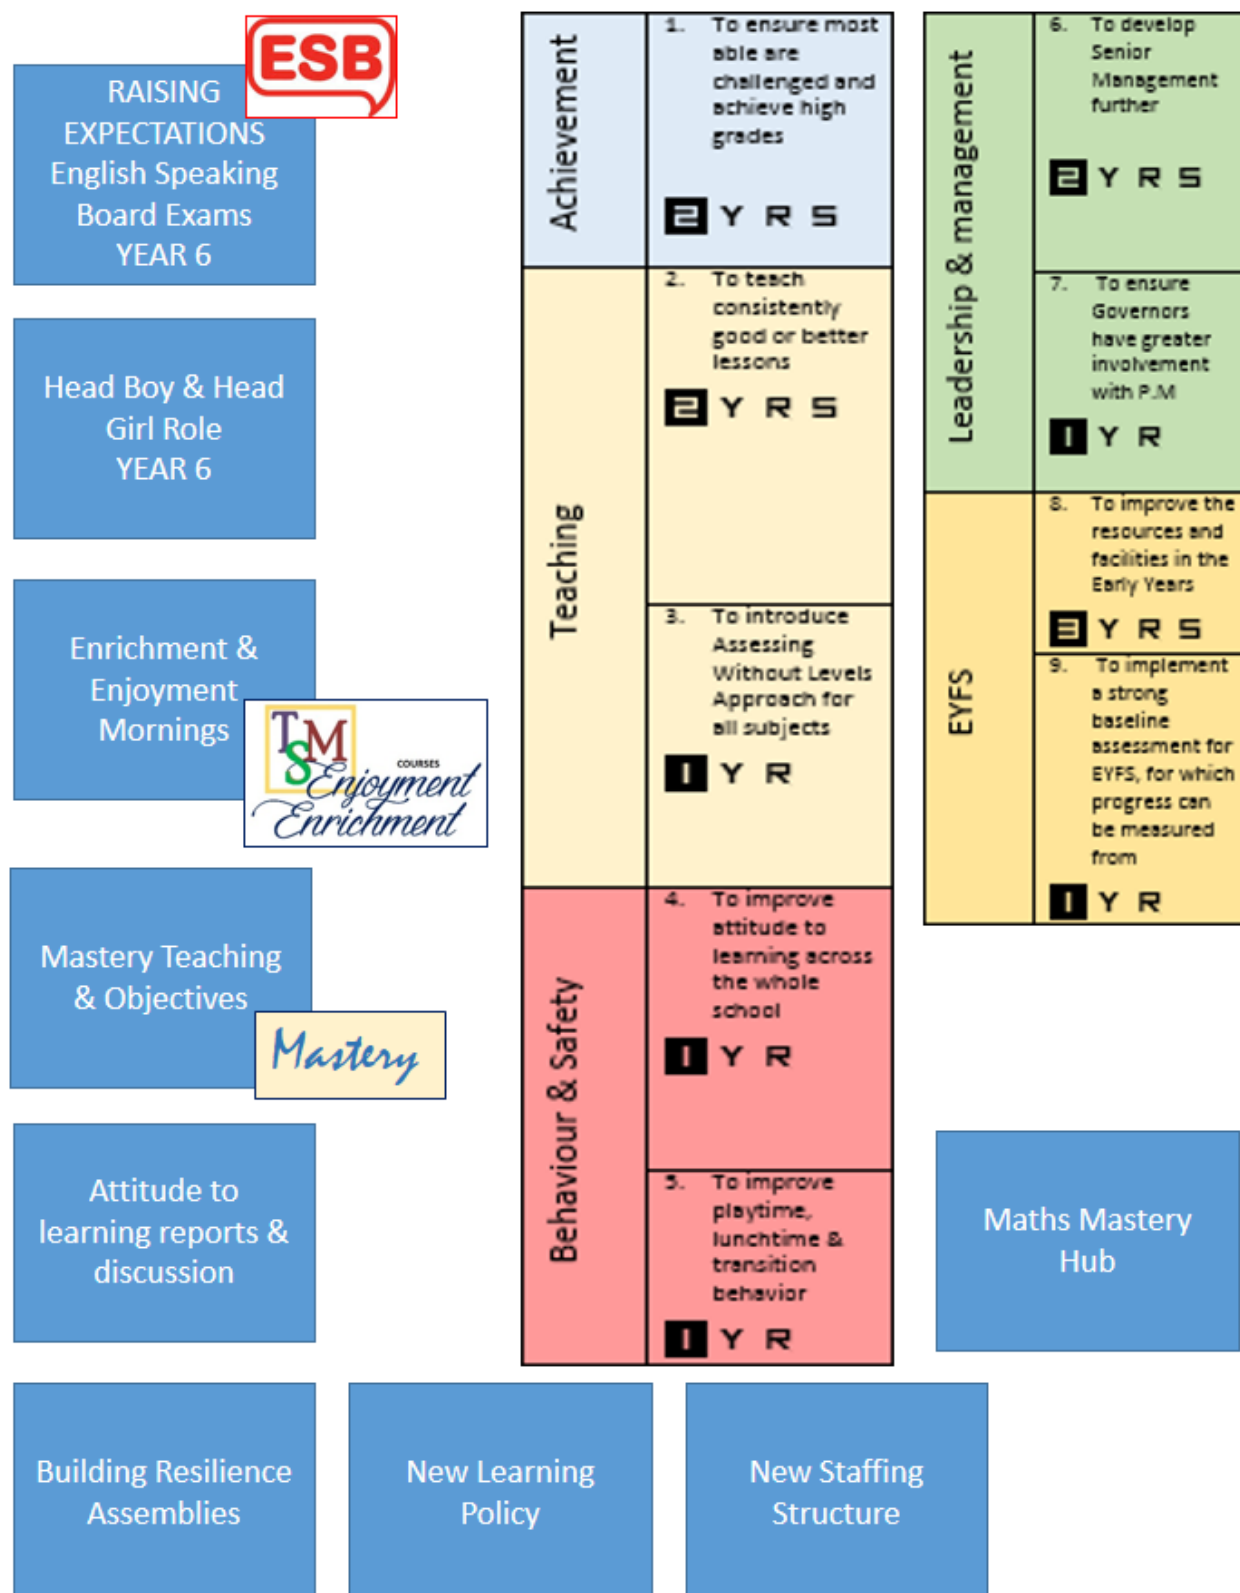 ESB
RAISING
EXPECTATIONS
English Speaking
Board Exams
YEAR 6
Head Boy & Head
Girl Role
YEAR 6
Enrichment &
Enjoyment
Mornings
TSM
COURSES
Enjoyment
Enrichment
Mastery Teaching
& Objectives
Mastery
Attitude to
learning reports &
discussion
Building Resilience
Assemblies
New Learning
Policy
New Staffing
Structure
Maths Mastery
Hub
Achievement
1. To ensure most
able are
challenged and
achieve high
grades
2 YRS
Teaching
2. To teach
consistently
good or better
lessons
2 YRS
3. To introduce
Assessing
Without Levels
Approach for
all subjects
1 YR
Behaviour & Safety
4. To improve
attitude to
learning across
the whole
school
1 YR
5. To improve
playtime,
lunchtime &
transition
behavior
1 YR
Leadership & management
6. To develop
Senior
Management
further
2 YRS
7. To ensure
Governors
have greater
involvement
with P.M
1 YR
EYFS
8. To improve the
resources and
facilities in the
Early Years
3 YRS
9. To implement
a strong
baseline
assessment for
EYFS, for which
progress can
be measured
from
1 YR